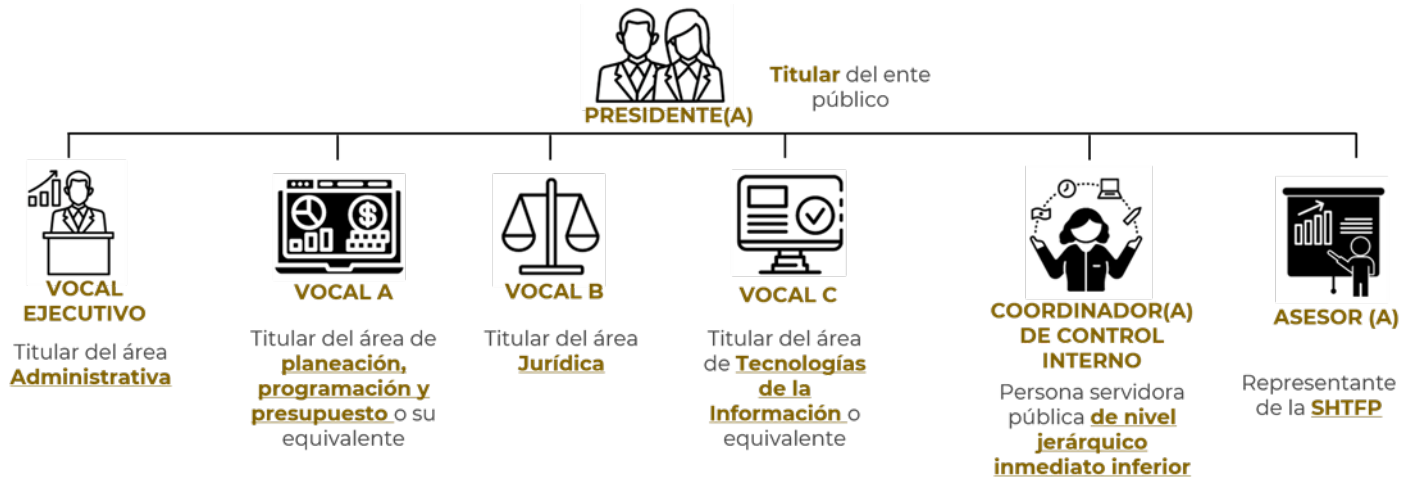 Titular del ente
público
PRESIDENTE(A)
VOCAL
EJECUTIVO
Titular del área
Administrativa
VOCAL A
Titular del área de
planeación,
programación y
presupuesto o su
equivalente
VOCAL B
Titular del área
Jurídica
VOCAL C
Titular del área
de Tecnologías
de la
Información o
equivalente
COORDINADOR(A)
DE CONTROL
INTERNO
Persona servidora
pública de nivel
jerárquico
inmediato inferior
ASESOR (A)
Representante
de la SHTFP